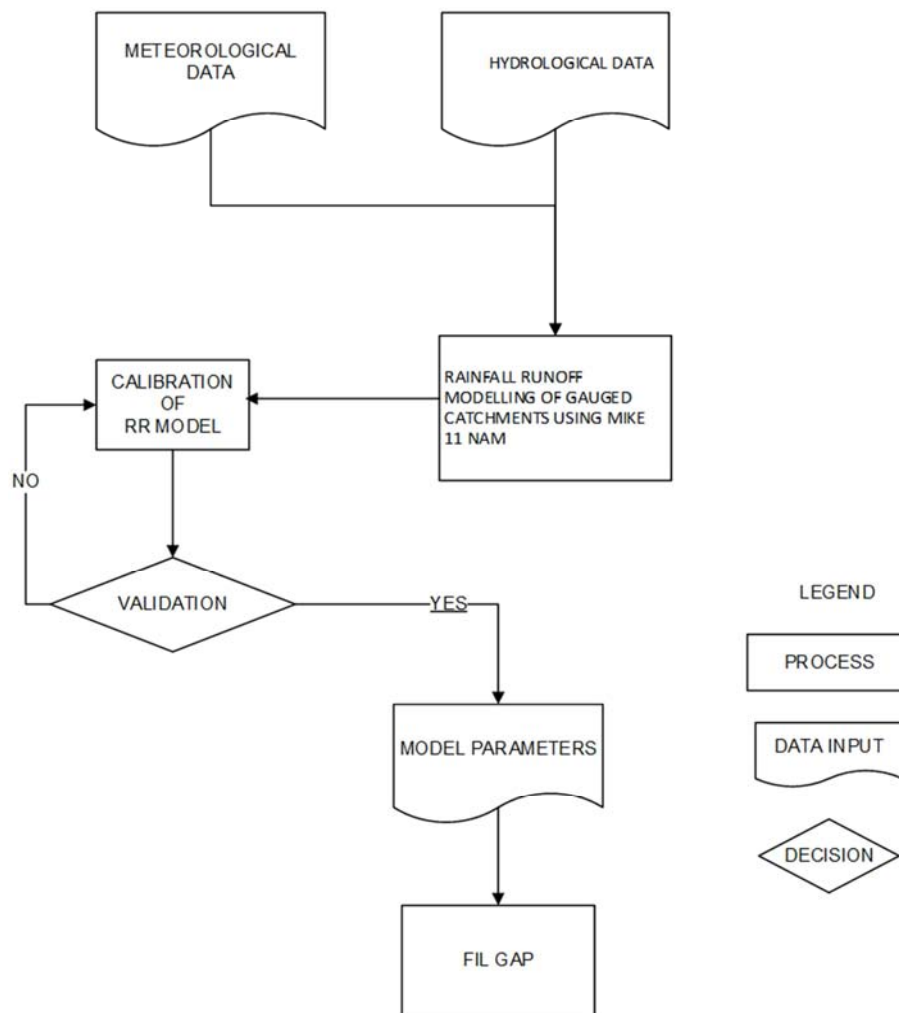 METEOROLOGICAL
DATA
HYDROLOGICAL DATA
RAINFALL RUNOFF
MODELLING OF GAUGED
CATCHMENTS USING MIKE
11 NAM
CALIBRATION
OF
RR MODEL
NO
VALIDATION
YES
MODEL PARAMETERS
FIL GAP
LEGEND
PROCESS
DATA INPUT
DECISION